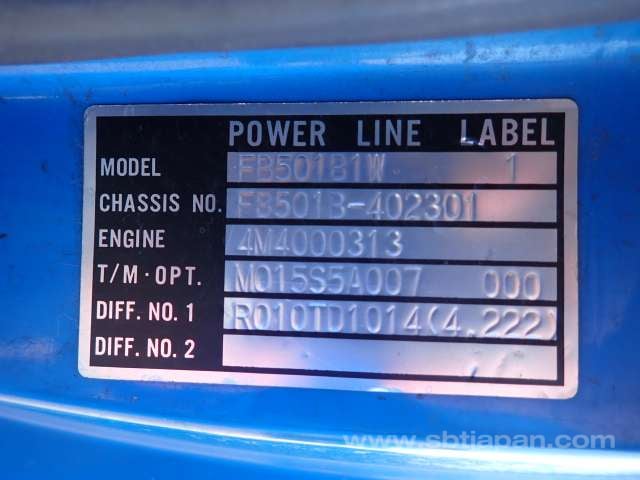 POWER LINE LABEL
MODEL FB501B1W 1
CHASSIS NO. FB501B-402301
ENGINE 4M4000313
T/M·OPT. M015S5A007 000
DIFF. NO. 1 R010TD1014(4.222)
DIFF. NO. 2
www.sbtjapan.com